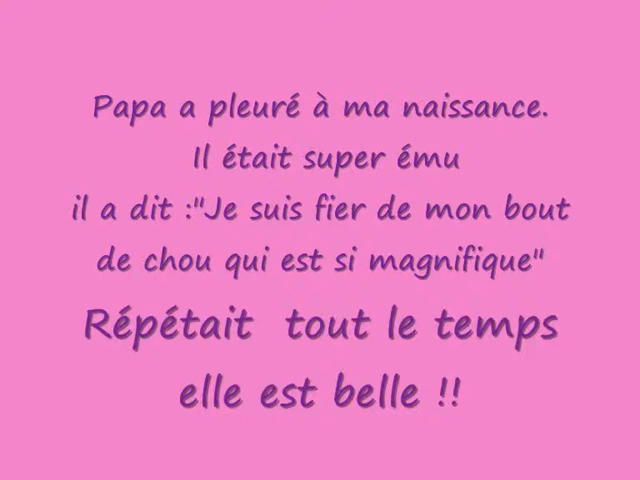 Papa a pleuré à ma naissance.
Il était super ému
il a dit :"Je suis fier de mon bout
de chou qui est si magnifique"
Répétait  tout le temps
elle est belle !!